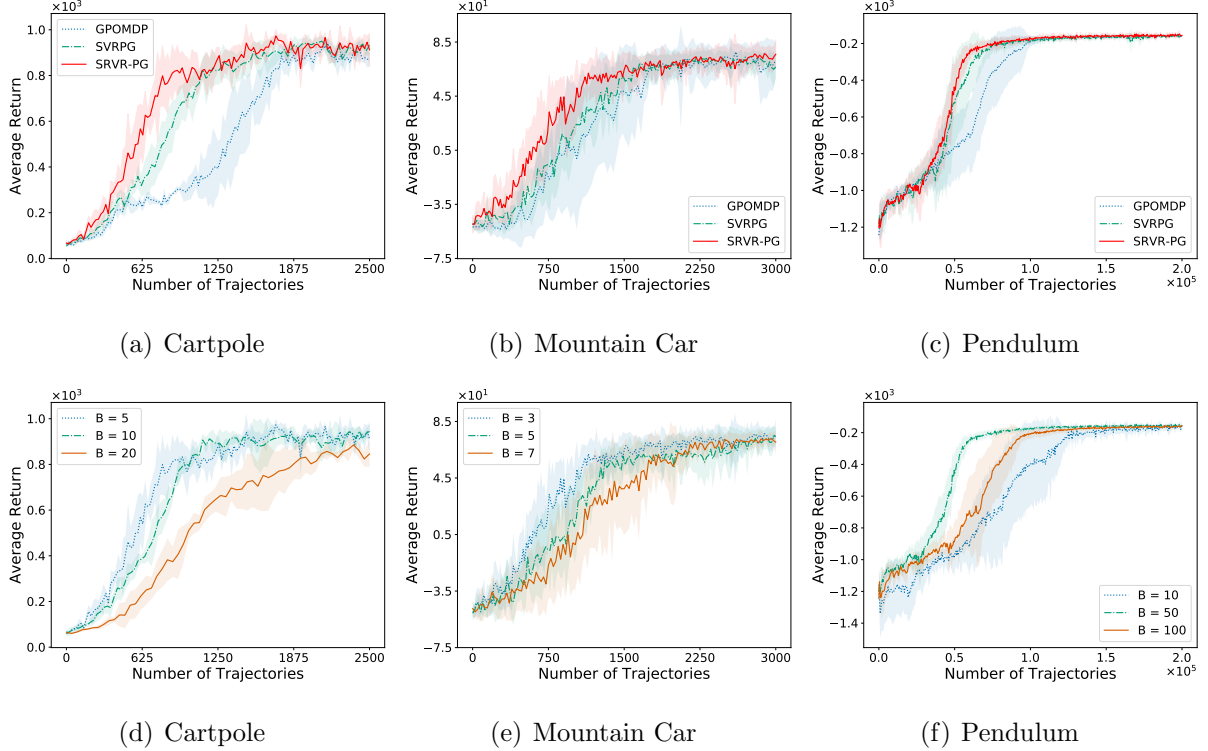 ×10³
Average Return
1.0
0.8
0.6
0.4
0.2
0.0
GPOMDP
SVRPG
SRVR-PG
0 625 1250 1875 2500
Number of Trajectories
(a) Cartpole
×10¹
Average Return
8.5
4.5
0.5
−3.5
−7.5
GPOMDP
SVRPG
SRVR-PG
0 750 1500 2250 3000
Number of Trajectories
(b) Mountain Car
×10³
Average Return
−0.2
−0.4
−0.6
−0.8
−1.0
−1.2
GPOMDP
SVRPG
SRVR-PG
0.0 0.5 1.0 1.5 2.0
×10⁵
Number of Trajectories
(c) Pendulum
×10³
Average Return
1.0
0.8
0.6
0.4
0.2
0.0
B = 5
B = 10
B = 20
0 625 1250 1875 2500
Number of Trajectories
(d) Cartpole
×10¹
Average Return
8.5
4.5
0.5
−3.5
−7.5
B = 3
B = 5
B = 7
0 750 1500 2250 3000
Number of Trajectories
(e) Mountain Car
×10³
Average Return
−0.2
−0.4
−0.6
−0.8
−1.0
−1.2
−1.4
B = 10
B = 50
B = 100
0.0 0.5 1.0 1.5 2.0
×10⁵
Number of Trajectories
(f) Pendulum